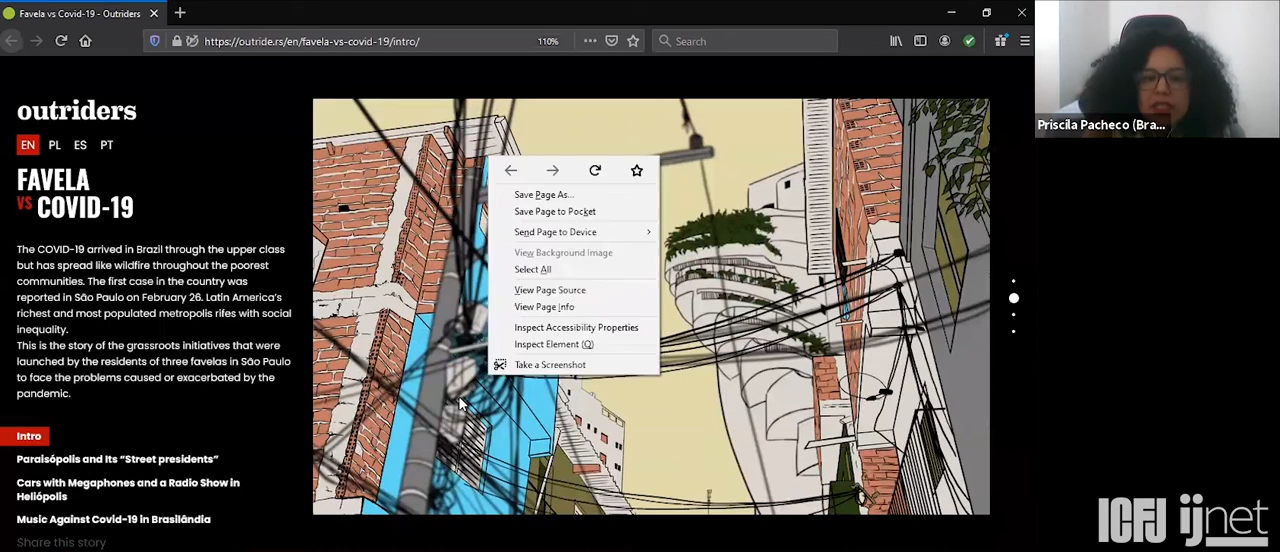 Favela vs Covid-19 - Outriders
https://outride.rs/en/favela-vs-covid-19/intro/
110%
Search
Priscila Pacheco (Bra...
outriders
EN PL ES PT
FAVELA
VS COVID-19
The COVID-19 arrived in Brazil through the upper class
but has spread like wildfire throughout the poorest
communities. The first case in the country was
reported in São Paulo on February 26. Latin America's
richest and most populated metropolis rifes with social
inequality.
This is the story of the grassroots initiatives that were
launched by the residents of three favelas in São Paulo
to face the problems caused or exacerbated by the
pandemic.
Intro
Paraisópolis and Its “Street presidents”
Cars with Megaphones and a Radio Show in
Heliópolis
Music Against Covid-19 in Brasilândia
Share this story
Save Page As...
Save Page to Pocket
Send Page to Device
View Background Image
Select All
View Page Source
View Page Info
Inspect Accessibility Properties
Inspect Element (Q)
Take a Screenshot
ICFJ ijnet